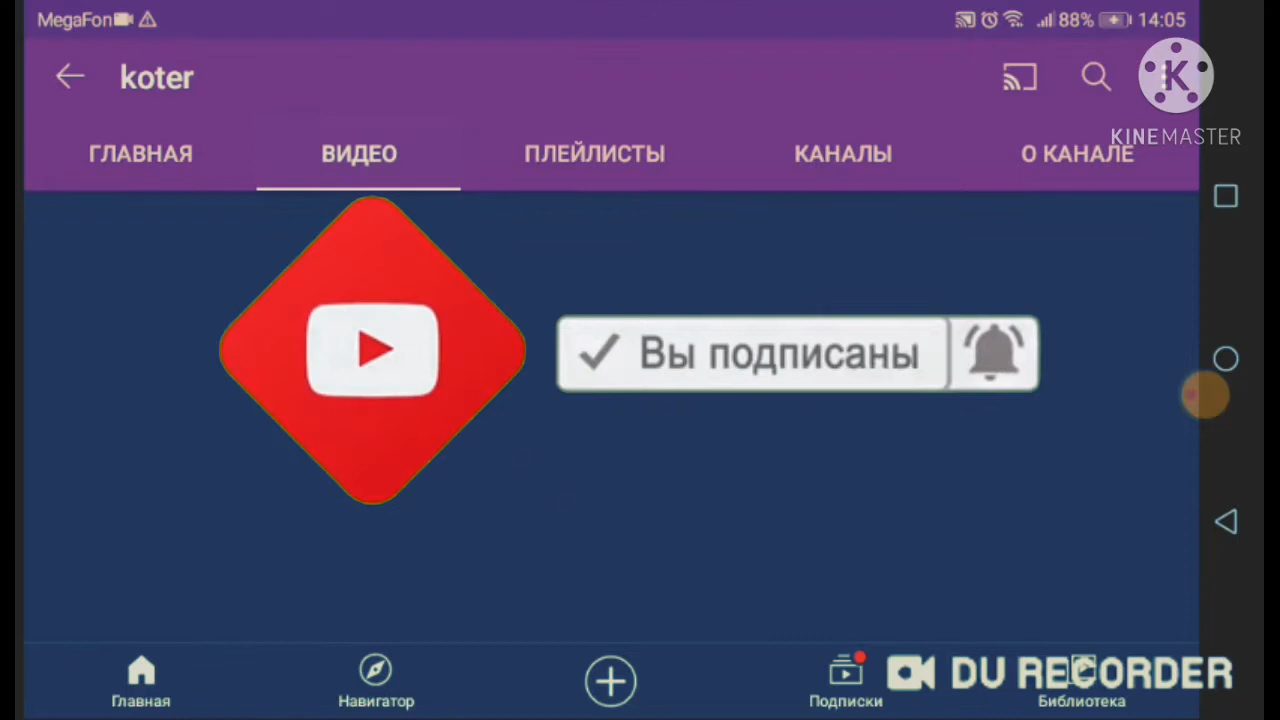 MegaFon
88% 14:05
koter
K
KINEMASTER
ГЛАВНАЯ ВИДЕО ПЛЕЙЛИСТЫ КАНАЛЫ О КАНАЛЕ
Вы подписаны
DU RECORDER
Главная Навигатор Подписки Библиотека